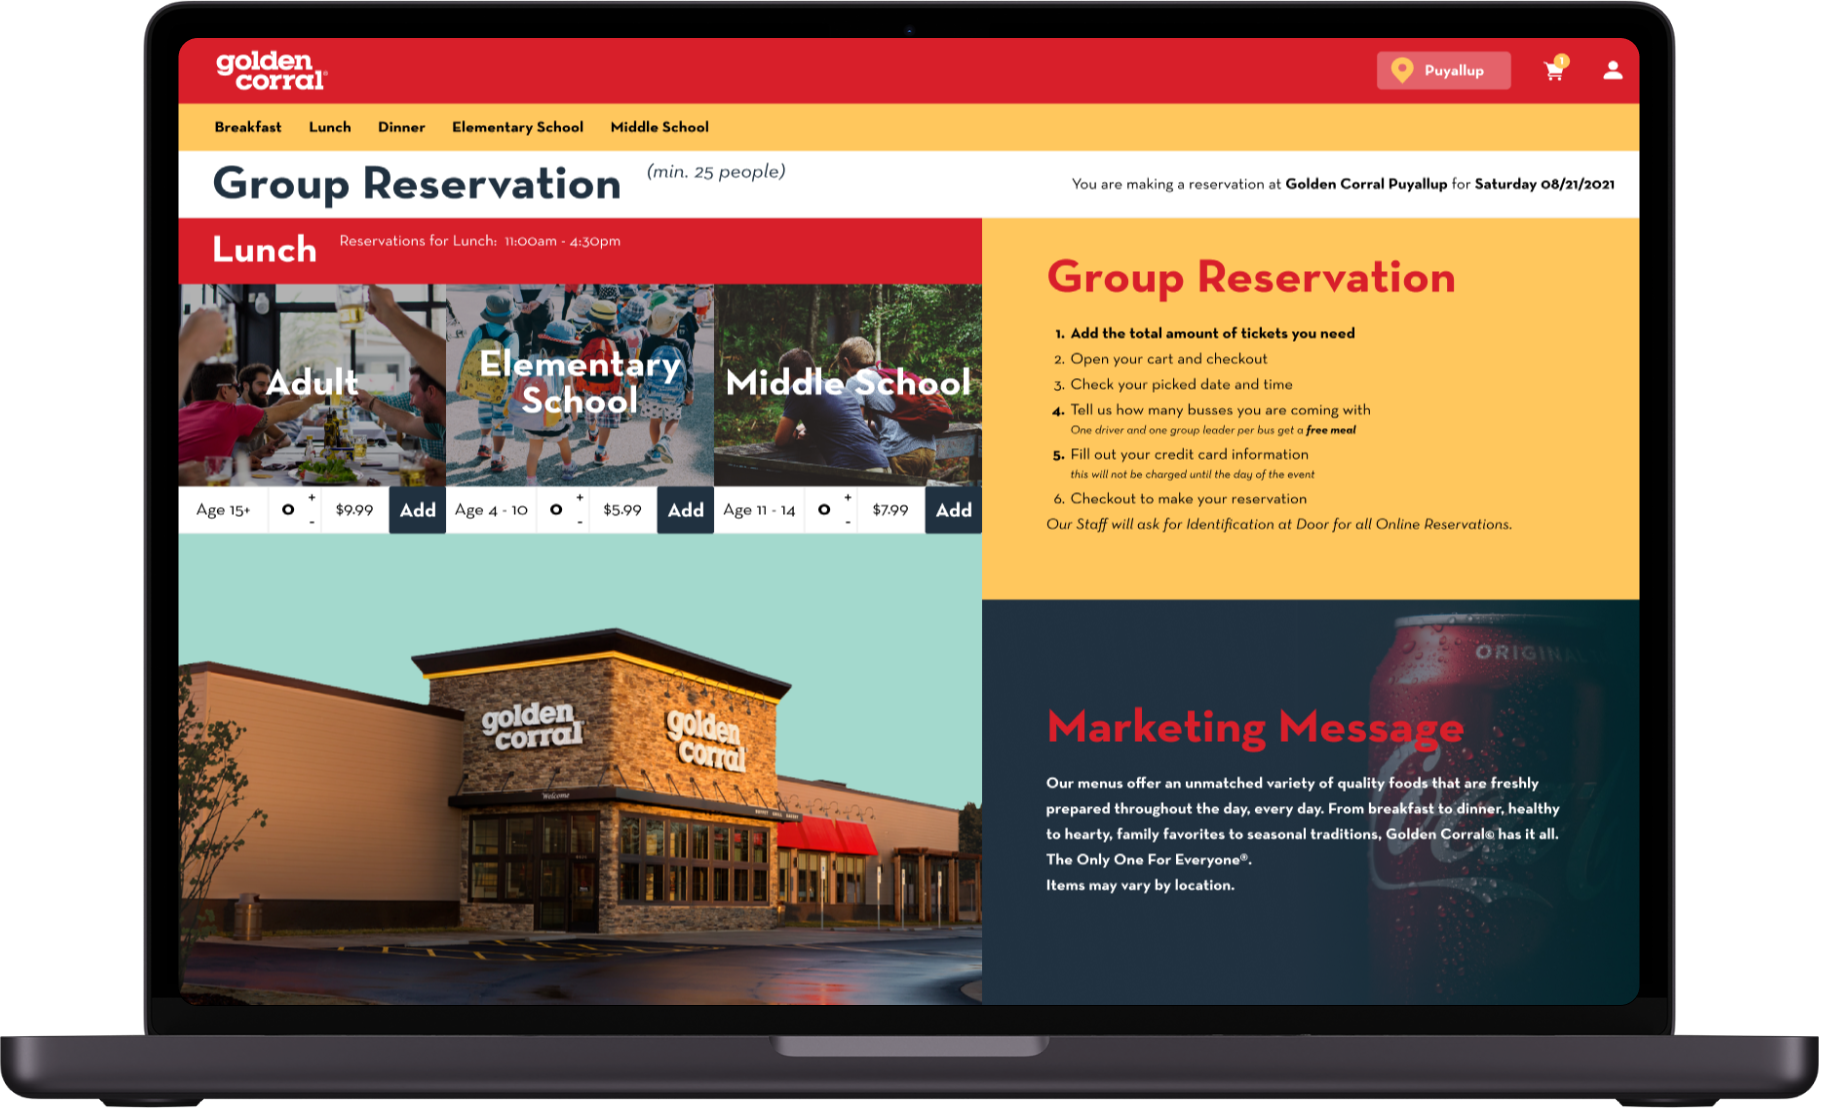 golden
corral®
Puyallup
1
Breakfast Lunch Dinner Elementary School Middle School
Group Reservation (min. 25 people)
You are making a reservation at Golden Corral Puyallup for Saturday 08/21/2021
Lunch Reservations for Lunch: 11:00am - 4:30pm
Adult
Elementary
School
Middle School
Age 15+ 0 + - $9.99 Add
Age 4 - 10 0 + - $5.99 Add
Age 11 - 14 0 + - $7.99 Add
golden
corral
golden
corral
Welcome
Group Reservation
1. Add the total amount of tickets you need
2. Open your cart and checkout
3. Check your picked date and time
4. Tell us how many busses you are coming with
One driver and one group leader per bus get a free meal
5. Fill out your credit card information
this will not be charged until the day of the event
6. Checkout to make your reservation
Our Staff will ask for Identification at Door for all Online Reservations.
ORIGINAL
Marketing Message
Our menus offer an unmatched variety of quality foods that are freshly
prepared throughout the day, every day. From breakfast to dinner, healthy
to hearty, family favorites to seasonal traditions, Golden Corral© has it all.
The Only One For Everyone®.
Items may vary by location.